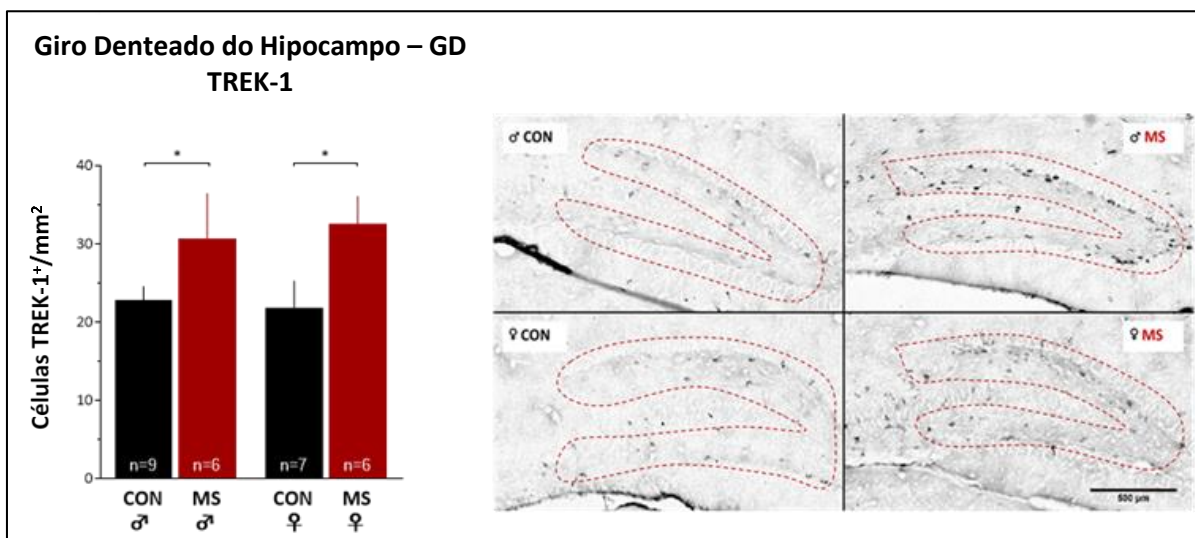 Giro Denteado do Hipocampo – GD
TREK-1
Células TREK-1⁺/mm²
40
30
20
10
0
*
*
n=9
n=6
n=7
n=6
CON
MS
CON
MS
♂
♂
♀
♀
♂ CON
♂ MS
♀ CON
♀ MS
500 µm